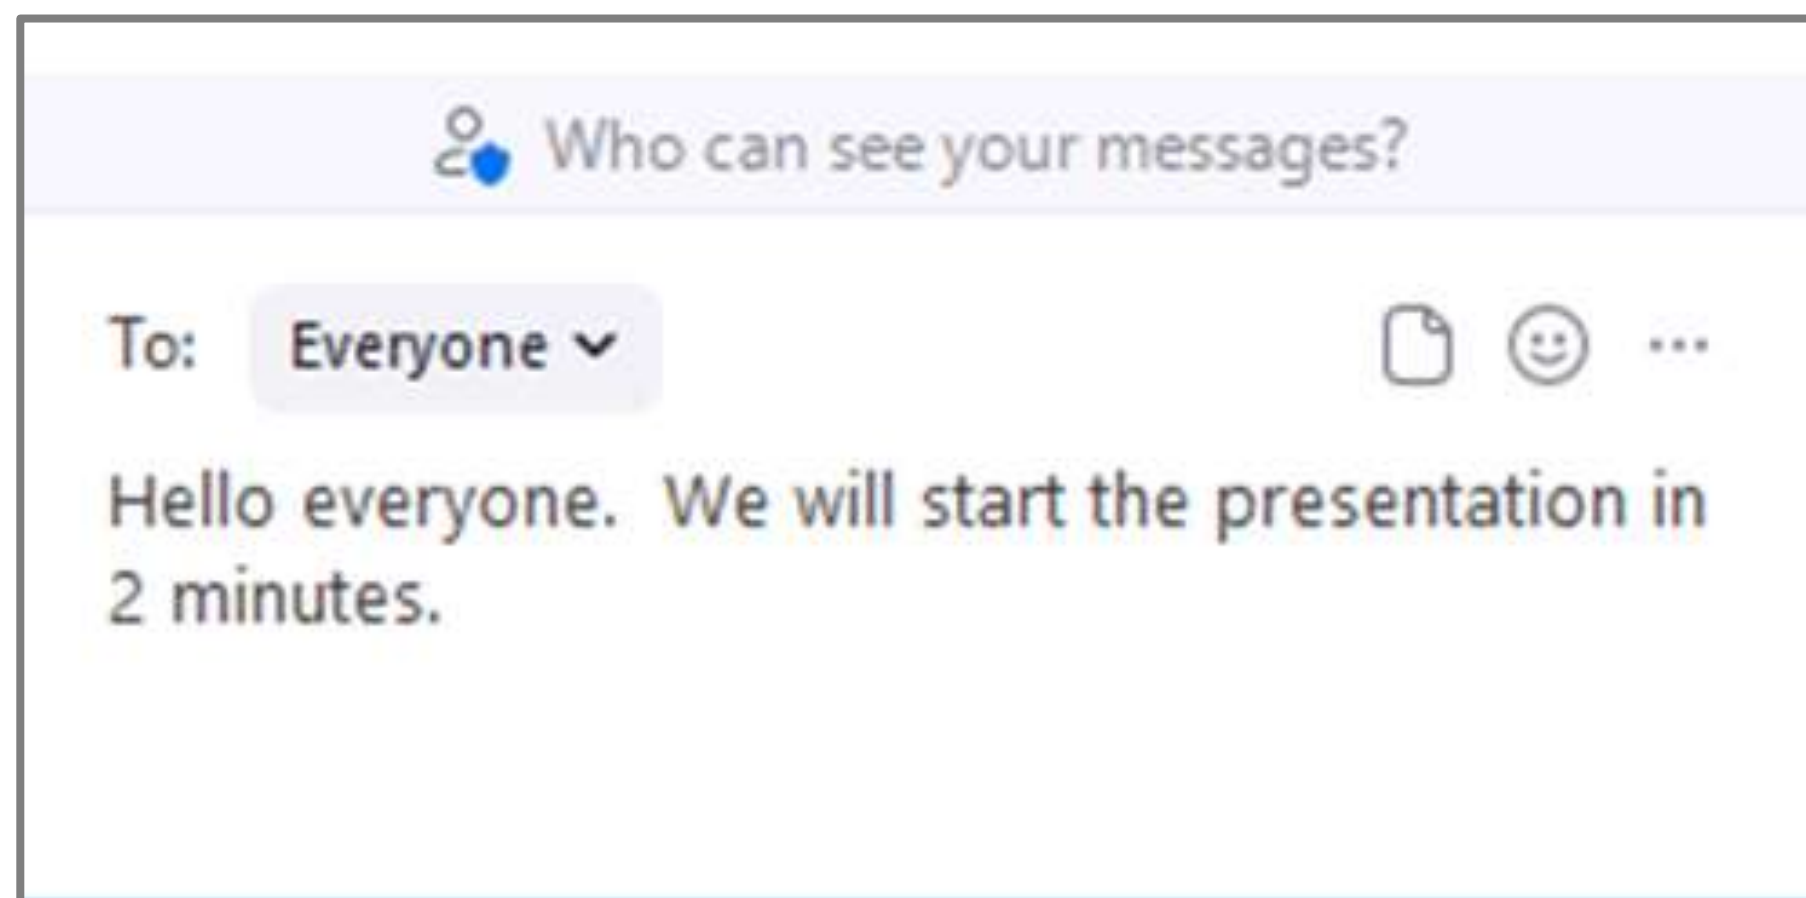 Who can see your messages?
To: Everyone
Hello everyone.  We will start the presentation in
2 minutes.